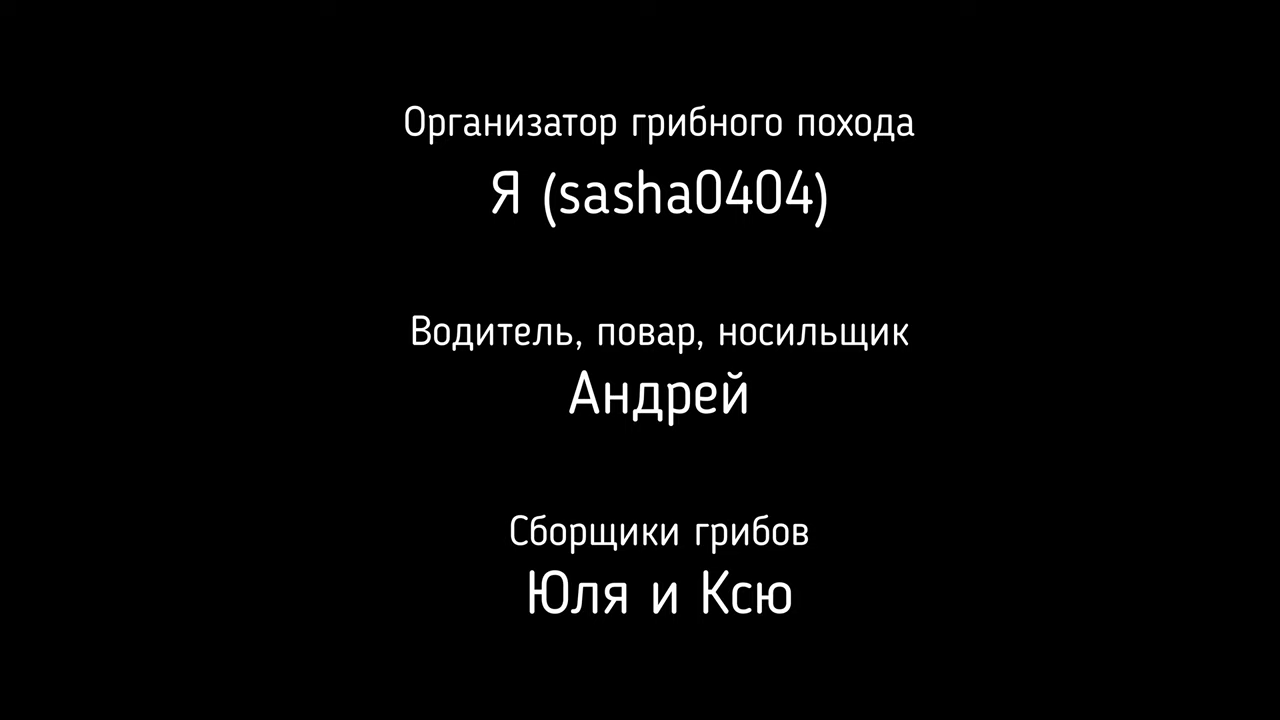 Организатор грибного похода
Я (sasha0404)
Водитель, повар, носильщик
Андрей
Сборщики грибов
Юля и Ксю